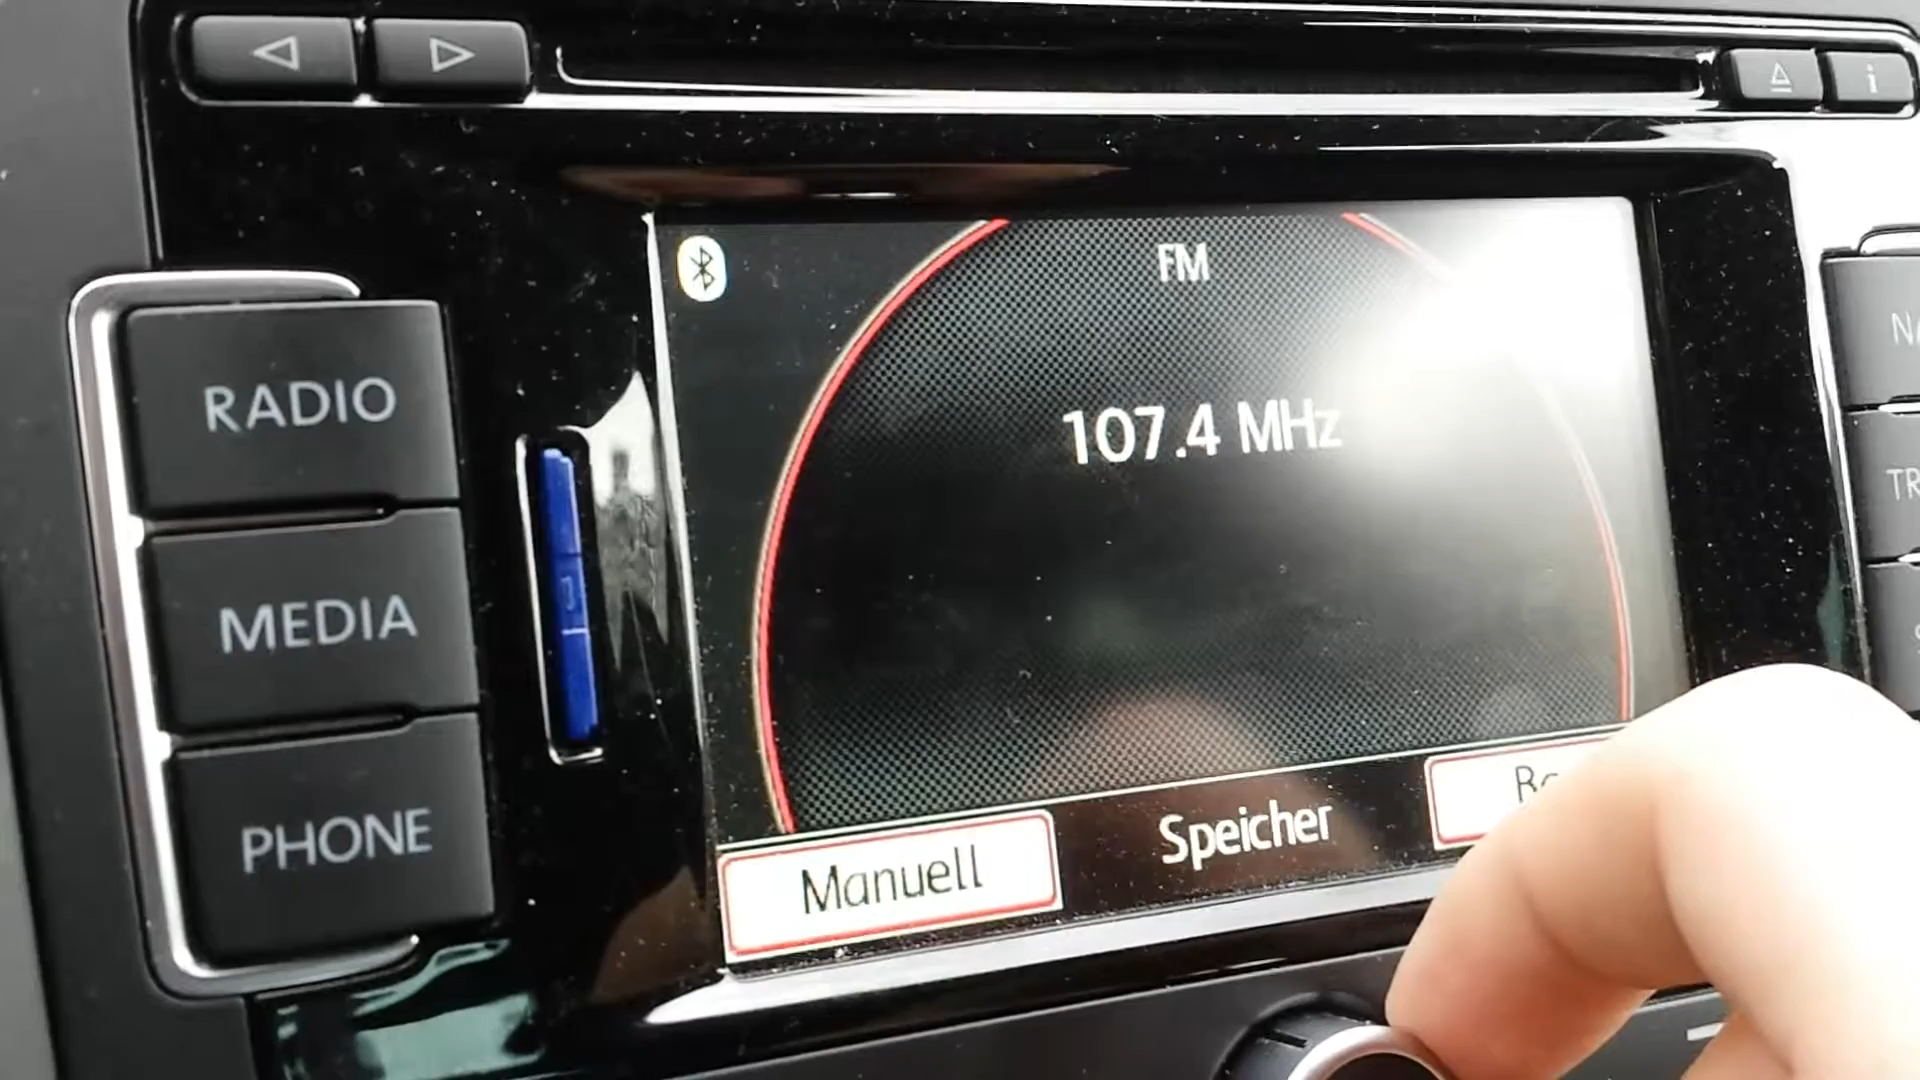 FM
107.4 MHz
RADIO
MEDIA
PHONE
Speicher
Manuell